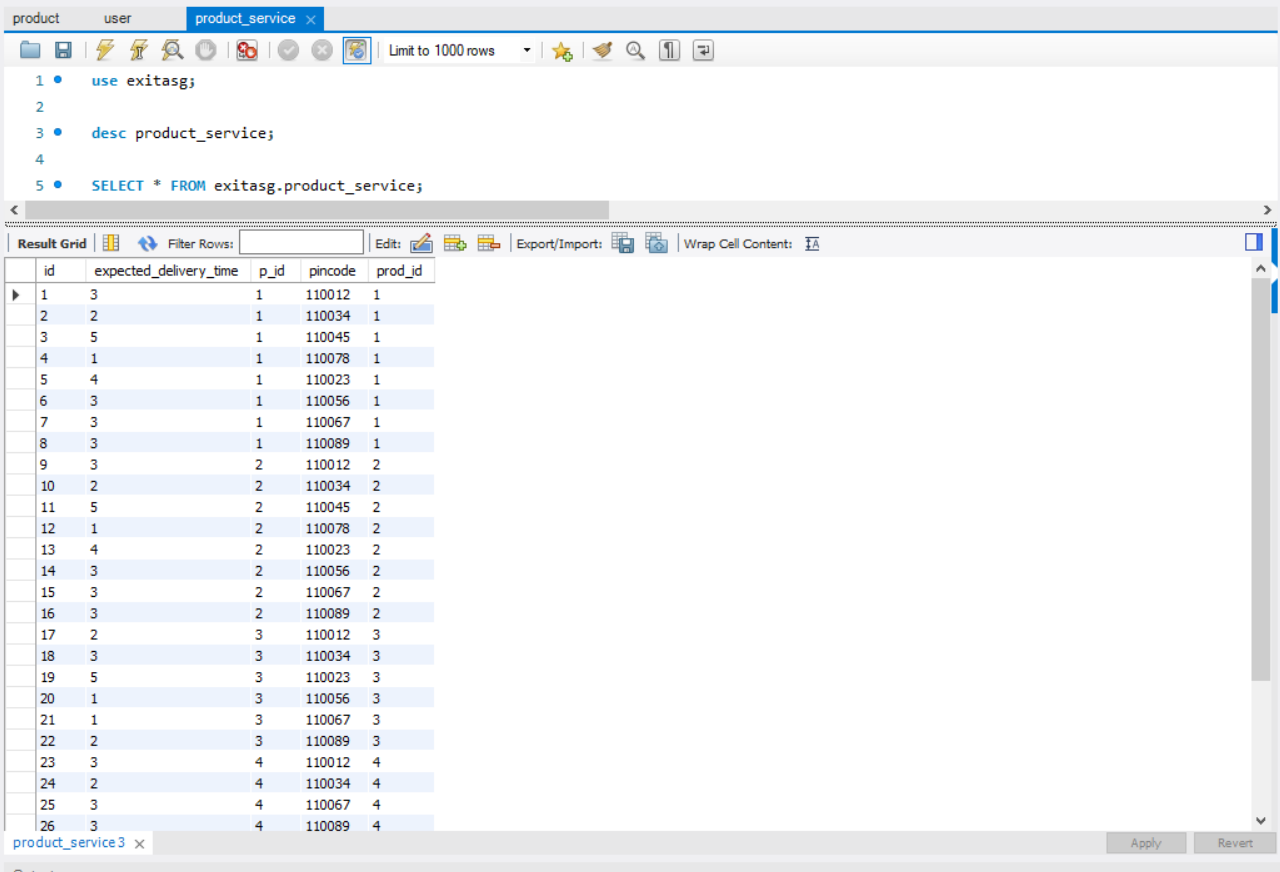 product user product_service
Limit to 1000 rows
1 use exitasg;
2
3 desc product_service;
4
5 SELECT * FROM exitasg.product_service;
Result Grid Filter Rows: Edit: Export/Import: Wrap Cell Content:
id expected_delivery_time p_id pincode prod_id
1 3 1 110012 1
2 2 1 110034 1
3 5 1 110045 1
4 1 1 110078 1
5 4 1 110023 1
6 3 1 110056 1
7 3 1 110067 1
8 3 1 110089 1
9 3 2 110012 2
10 2 2 110034 2
11 5 2 110045 2
12 1 2 110078 2
13 4 2 110023 2
14 3 2 110056 2
15 3 2 110067 2
16 3 2 110089 2
17 2 3 110012 3
18 3 3 110034 3
19 5 3 110023 3
20 1 3 110056 3
21 1 3 110067 3
22 2 3 110089 3
23 3 4 110012 4
24 2 4 110034 4
25 3 4 110067 4
26 3 4 110089 4
product_service 3 Apply Revert